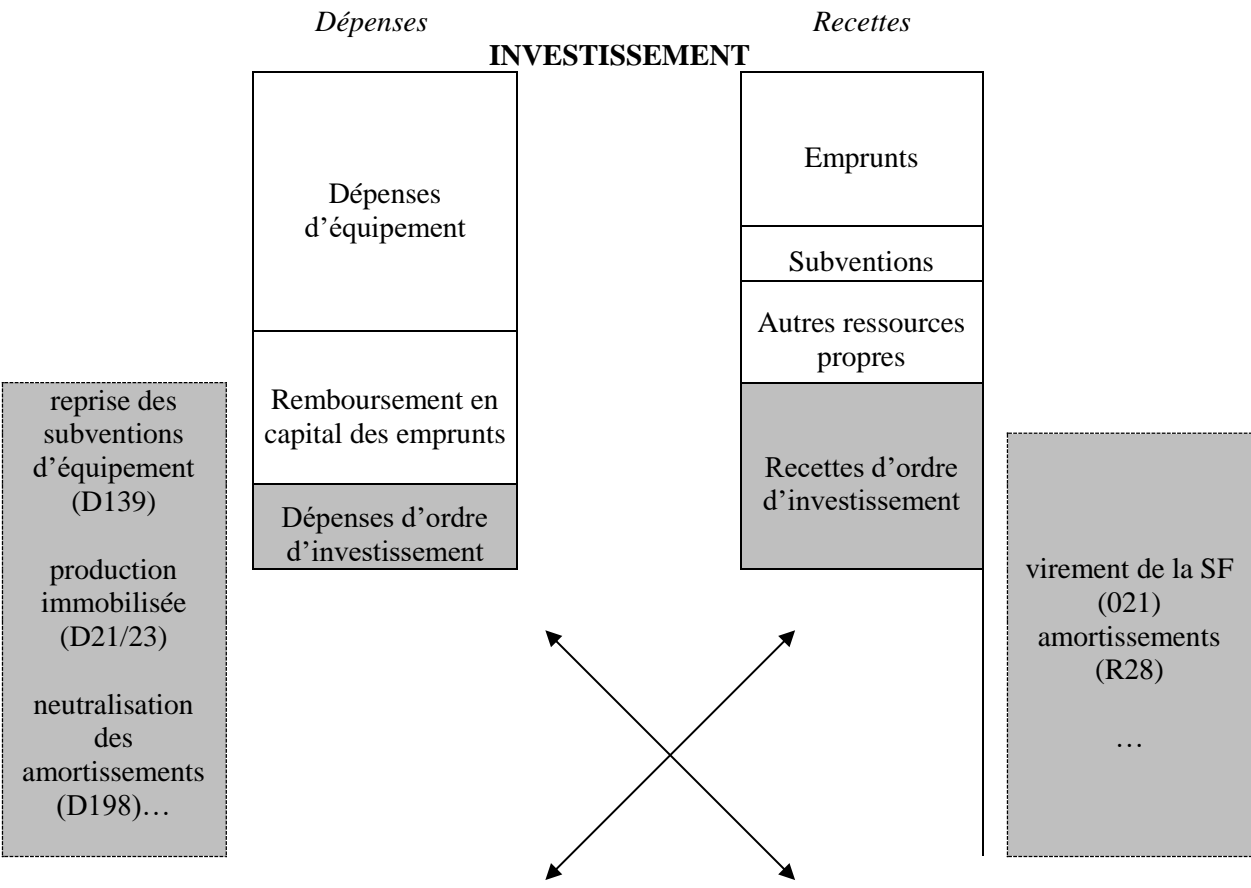 Dépenses
Recettes
INVESTISSEMENT
Dépenses
d’équipement
Remboursement en
capital des emprunts
Dépenses d’ordre
d’investissement
Emprunts
Subventions
Autres ressources
propres
Recettes d’ordre
d’investissement
reprise des
subventions
d’équipement
(D139)
production
immobilisée
(D21/23)
neutralisation
des
amortissements
(D198)…
virement de la SF
(021)
amortissements
(R28)
…